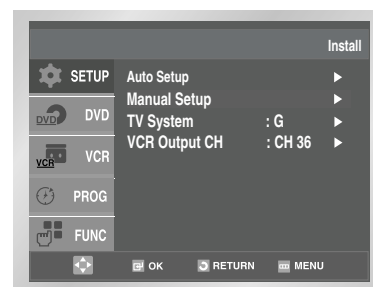 Install
SETUP
Auto Setup
Manual Setup
DVD
DVD
TV System : G
VCR Output CH : CH 36
VCR
VCR
PROG
FUNC
OK RETURN MENU